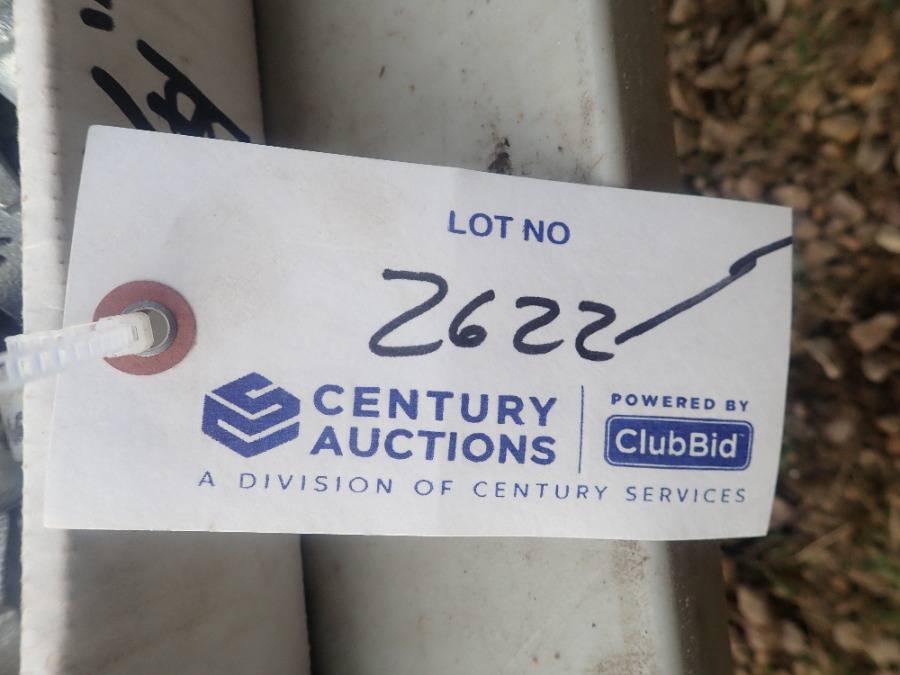 LOT NO
2622
CENTURY
AUCTIONS
A DIVISION OF CENTURY SERVICES
POWERED BY
ClubBid